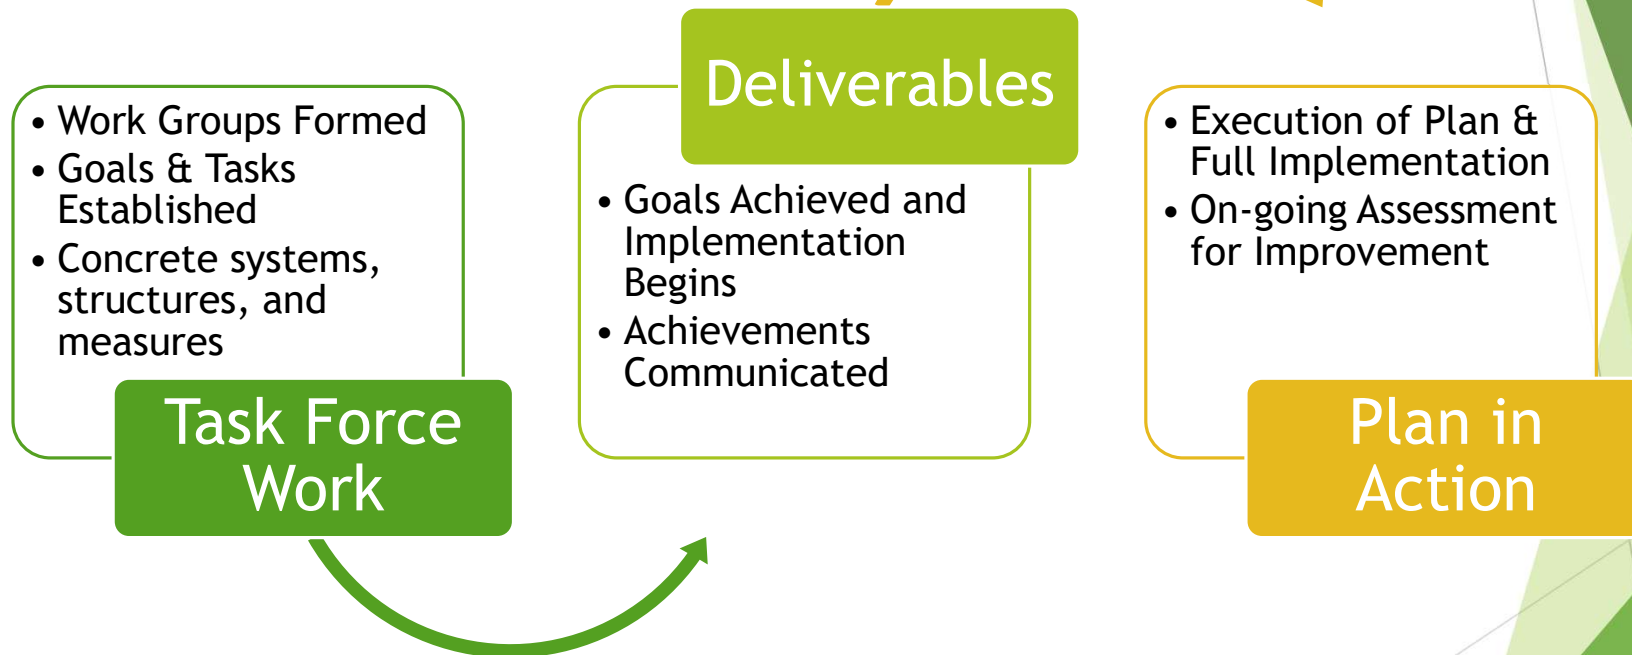 • Work Groups Formed
• Goals & Tasks
Established
• Concrete systems,
structures, and
measures
Task Force
Work
Deliverables
• Goals Achieved and
Implementation
Begins
• Achievements
Communicated
• Execution of Plan &
Full Implementation
• On-going Assessment
for Improvement
Plan in
Action